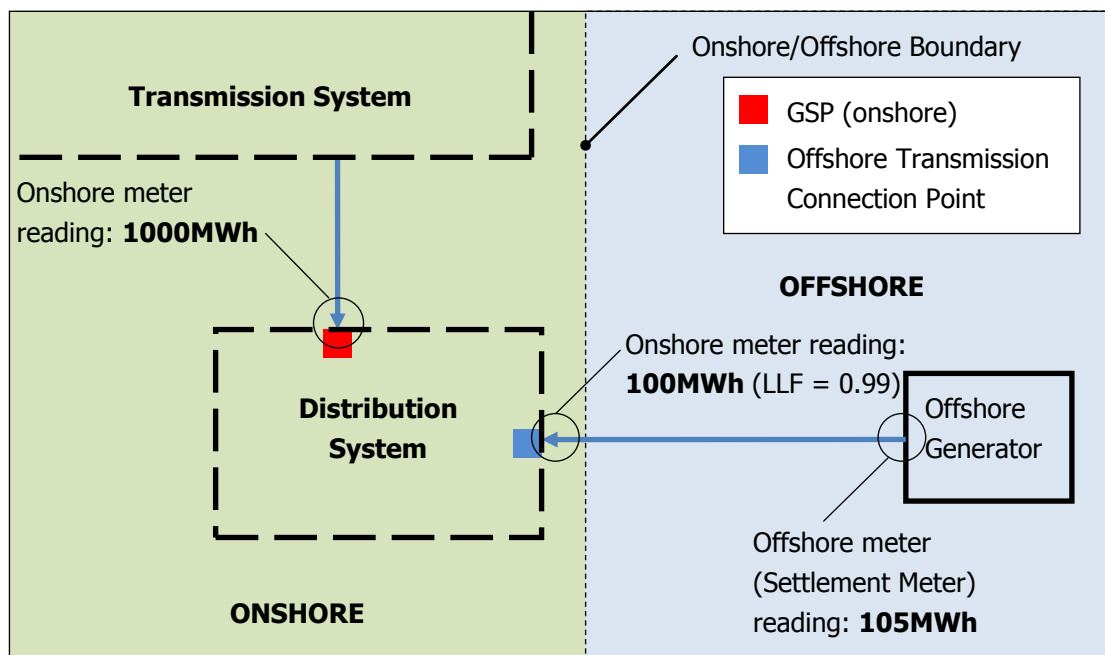 Transmission System
Onshore meter
reading: 1000MWh
Onshore/Offshore Boundary
GSP (onshore)
Offshore Transmission
Connection Point
OFFSHORE
Onshore meter reading:
100MWh (LLF = 0.99)
Distribution
System
Offshore
Generator
Offshore meter
(Settlement Meter)
reading: 105MWh
ONSHORE